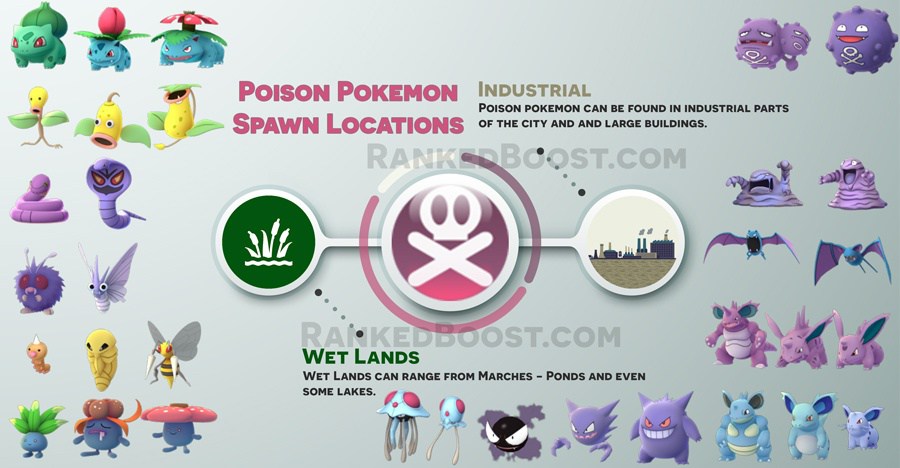 Poison Pokemon
Spawn Locations
Industrial
Poison pokemon can be found in industrial parts
of the city and and large buildings.
RankedBoost.com
RankedBoost.com
Wet Lands
Wet Lands can range from Marches - Ponds and even
some lakes.